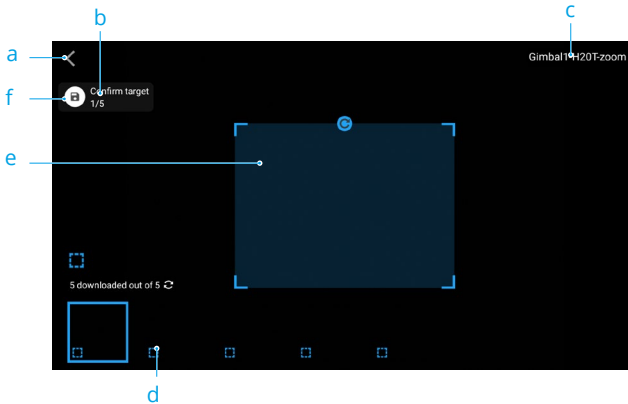 b
c
a
Gimbal1-H20T-zoom
f
Confirm target
1/5
e
5 downloaded out of 5
d